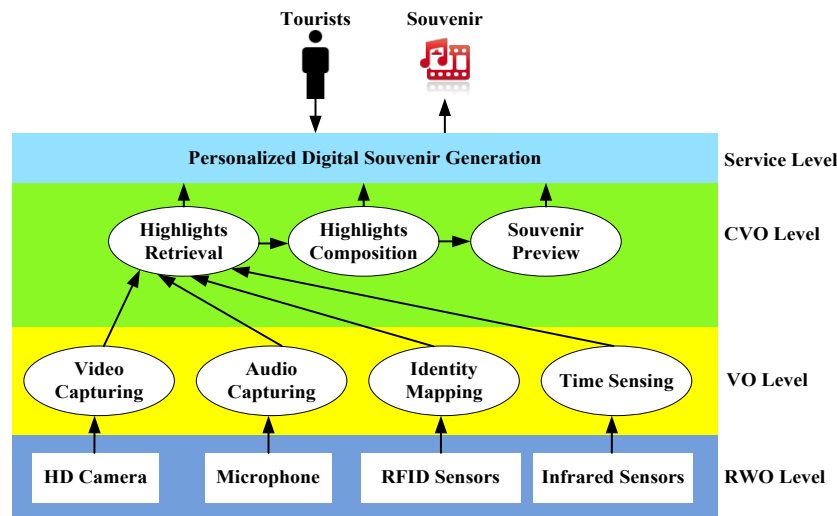 Tourists
Souvenir
Personalized Digital Souvenir Generation
Service Level
Highlights
Retrieval
Highlights
Composition
Souvenir
Preview
CVO Level
Video
Capturing
Audio
Capturing
Identity
Mapping
Time Sensing
VO Level
HD Camera
Microphone
RFID Sensors
Infrared Sensors
RWO Level